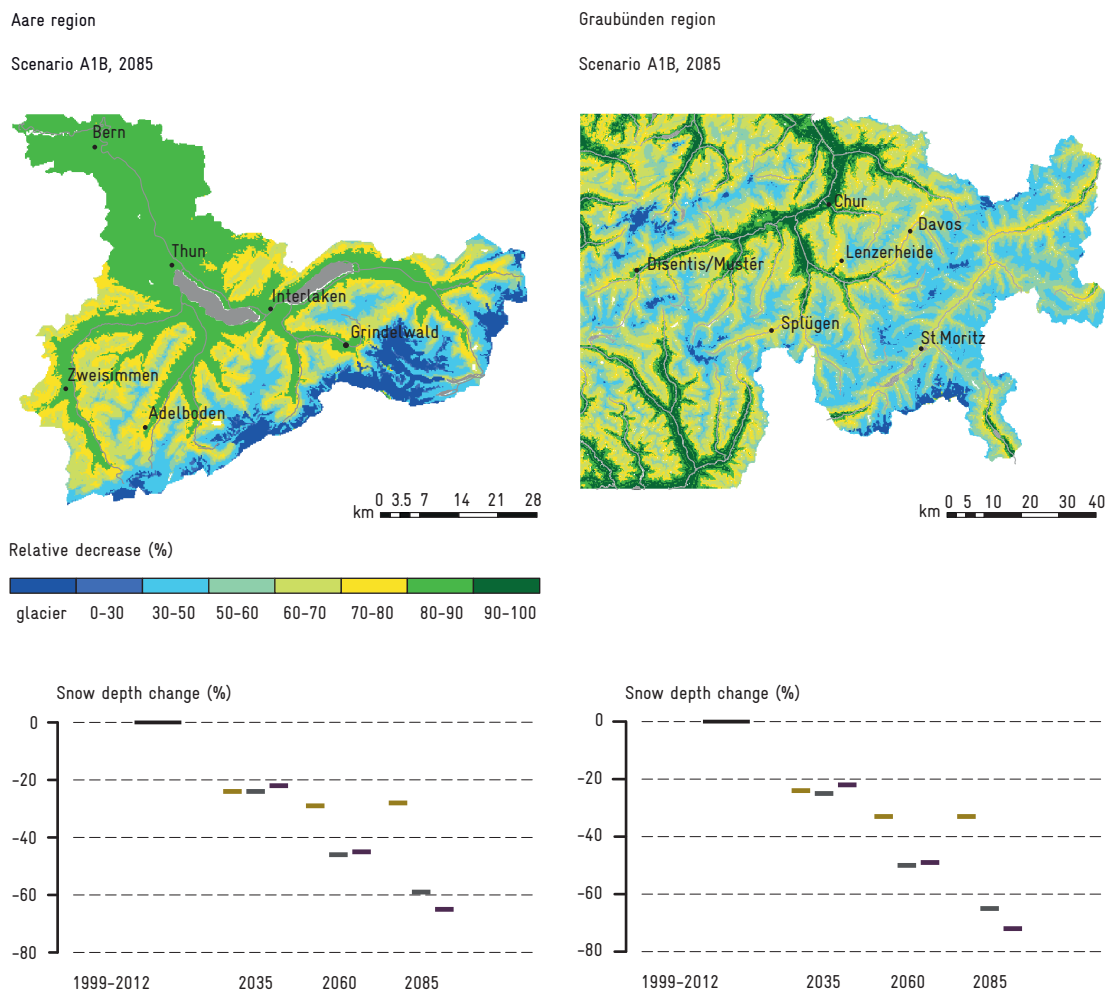 Aare region
Scenario A1B, 2085
Bern
Thun
Interlaken
Grindelwald
Zweisimmen
Adelboden
0 3.5 7 14 21 28
km
Graubünden region
Scenario A1B, 2085
Chur
Davos
Lenzerheide
Disentis/Mustér
Splügen
St.Moritz
0 5 10 20 30 40
km
Relative decrease (%)
glacier 0-30 30-50 50-60 60-70 70-80 80-90 90-100
Snow depth change (%)
0
-20
-40
-60
-80
1999-2012 2035 2060 2085
Snow depth change (%)
0
-20
-40
-60
-80
1999-2012 2035 2060 2085